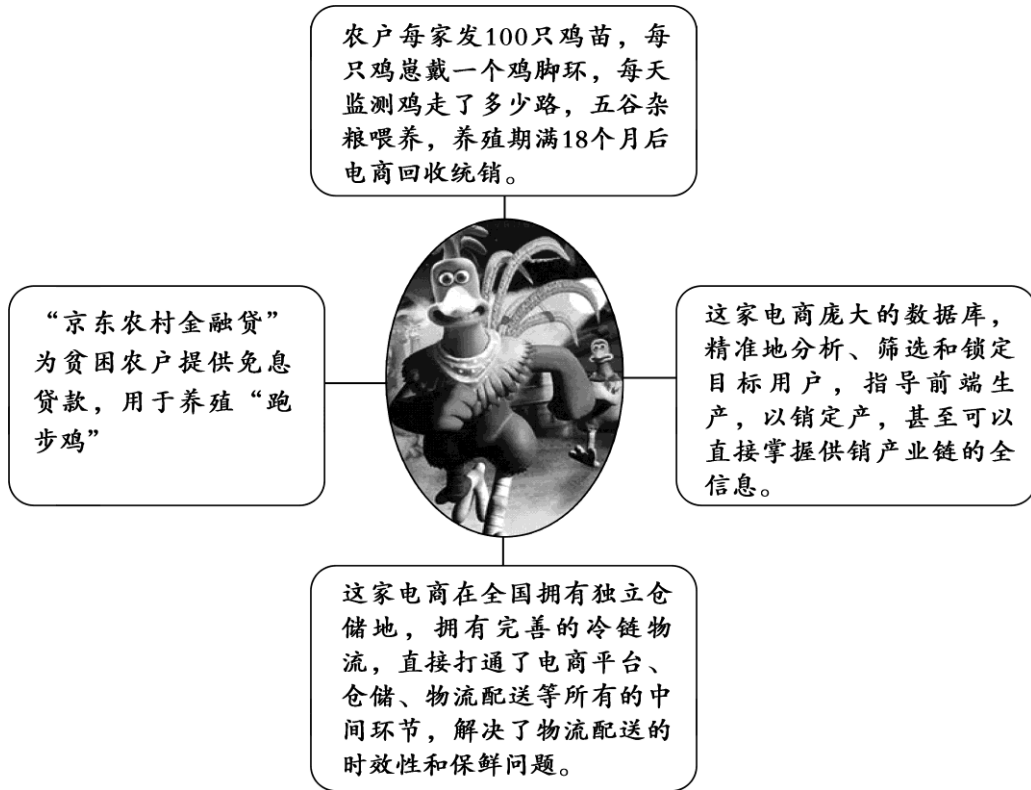 农户每家发100只鸡苗，每
只鸡崽戴一个鸡脚环，每天
监测鸡走了多少路，五谷杂
粮喂养，养殖期满18个月后
电商回收统销。
“京东农村金融贷”
为贫困农户提供免息
贷款，用于养殖“跑
步鸡”
这家电商庞大的数据库，
精准地分析、筛选和锁定
目标用户，指导前端生
产，以销定产，甚至可以
直接掌握供销产业链的全
信息。
这家电商在全国拥有独立仓
储地，拥有完善的冷链物
流，直接打通了电商平台、
仓储、物流配送等所有的中
间环节，解决了物流配送的
时效性和保鲜问题。